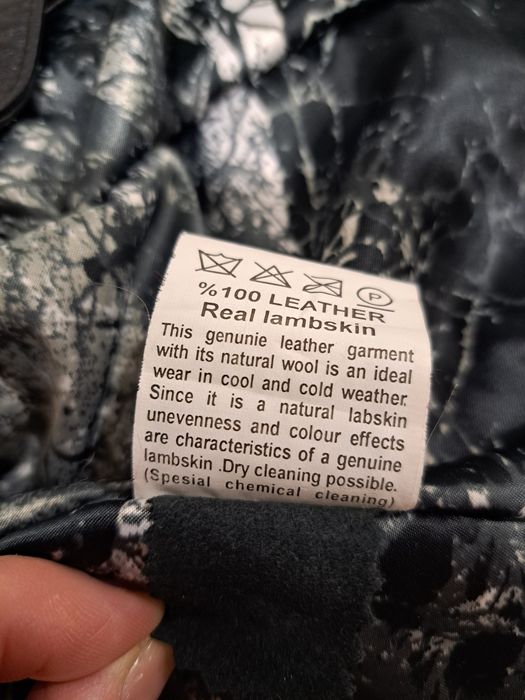 P
%100 LEATHER
Real lambskin
This genunie leather garment
with its natural wool is an ideal
wear in cool and cold weather.
Since it is a natural labskin
unevenness and colour effects
are characteristics of a genuine
lambskin .Dry cleaning possible.
(Spesial chemical cleaning)